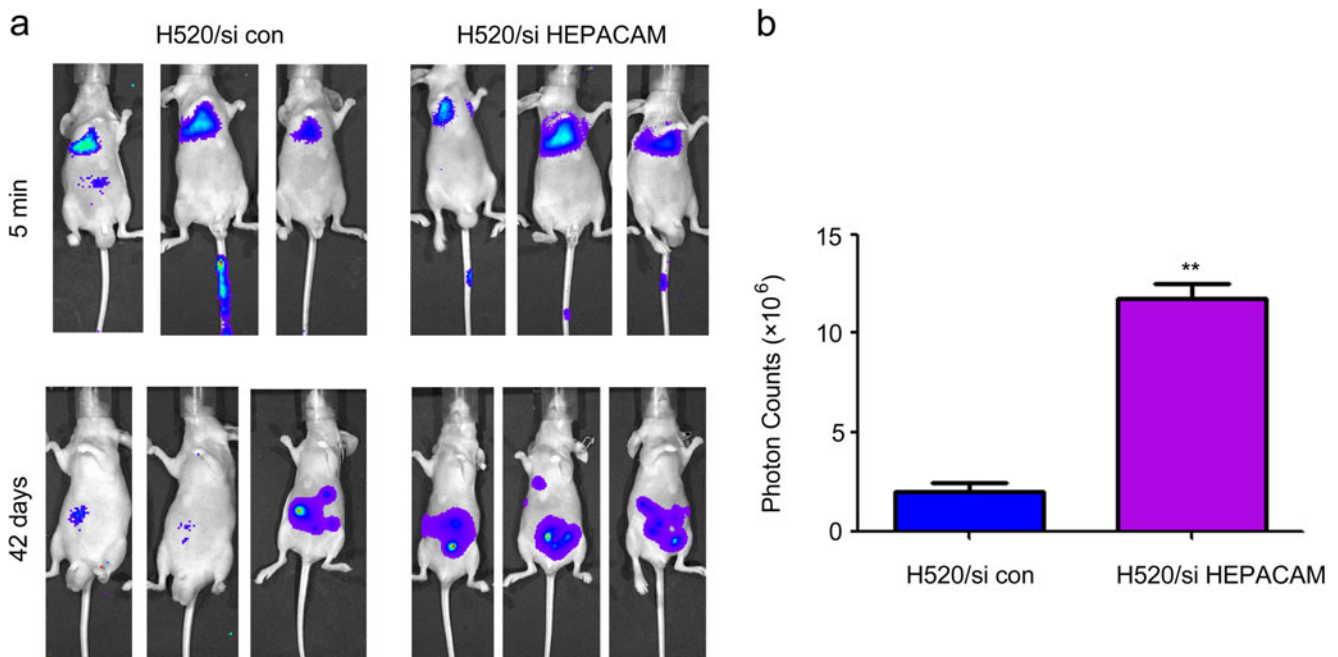 a
H520/si con
H520/si HEPACAM
5 min
42 days
b
Photon Counts (×10⁶)
15
10
5
0
**
H520/si con
H520/si HEPACAM